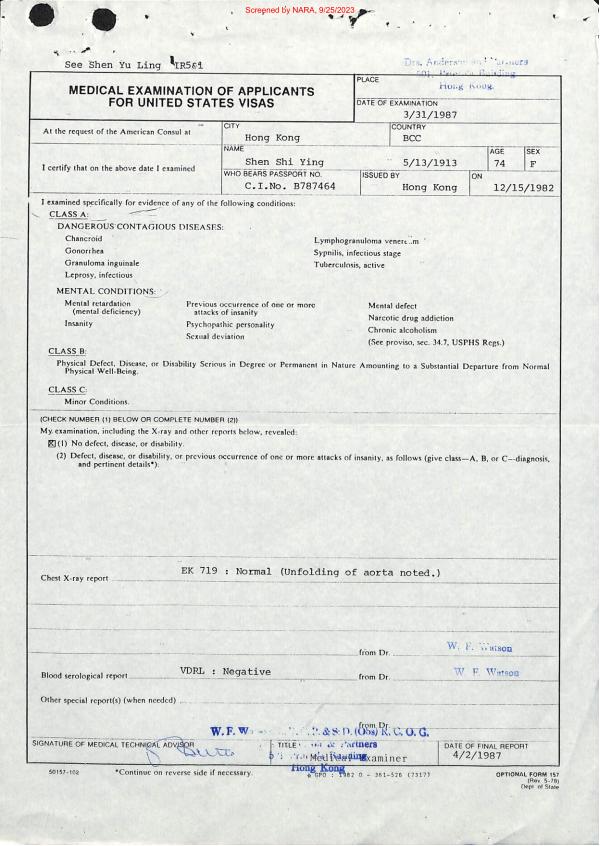 Screened by NARA, 9/25/2023
See Shen Yu Ling IR561
Drs. Anderson and Partners
Building
Hong Kong
MEDICAL EXAMINATION OF APPLICANTS
FOR UNITED STATES VISAS
PLACE
DATE OF EXAMINATION
3/31/1987
At the request of the American Consul at
CITY
Hong Kong
COUNTRY
BCC
I certify that on the above date I examined
NAME
Shen Shi Ying 5/13/1913
AGE
74
SEX
F
WHO BEARS PASSPORT NO.
C.I.No. B787464
ISSUED BY
Hong Kong
ON
12/15/1982
I examined specifically for evidence of any of the following conditions:
CLASS A:
DANGEROUS CONTAGIOUS DISEASES:
Chancroid
Gonorrhea
Granuloma inguinale
Leprosy, infectious
Lymphogranuloma venereum
Syphilis, infectious stage
Tuberculosis, active
MENTAL CONDITIONS:
Mental retardation
(mental deficiency)
Insanity
Previous occurrence of one or more
attacks of insanity
Psychopathic personality
Sexual deviation
Mental defect
Narcotic drug addiction
Chronic alcoholism
(See proviso, sec. 34.7, USPHS Regs.)
CLASS B:
Physical Defect, Disease, or Disability Serious in Degree or Permanent in Nature Amounting to a Substantial Departure from Normal
Physical Well-Being.
CLASS C:
Minor Conditions.
(CHECK NUMBER (1) BELOW OR COMPLETE NUMBER (2))
My examination, including the X-ray and other reports below, revealed:
☒ (1) No defect, disease, or disability.
(2) Defect, disease, or disability, or previous occurrence of one or more attacks of insanity, as follows (give class—A, B, or C—diagnosis,
and pertinent details*):
Chest X-ray report EK 719 : Normal (Unfolding of aorta noted.)
from Dr. W. F. Watson
Blood serological report VDRL : Negative from Dr. W. F. Watson
Other special report(s) (when needed)
from Dr.
W. F. (Obs) R. C. O. G.
SIGNATURE OF MEDICAL TECHNICAL ADVISOR
TITLE
& Partners
Medical Examiner
Building
Hong Kong
DATE OF FINAL REPORT
4/2/1987
50157-102
*Continue on reverse side if necessary.
GPO : 1982 O - 361-526 (7317)
OPTIONAL FORM 157
(Rev. 5-78)
Dept. of State